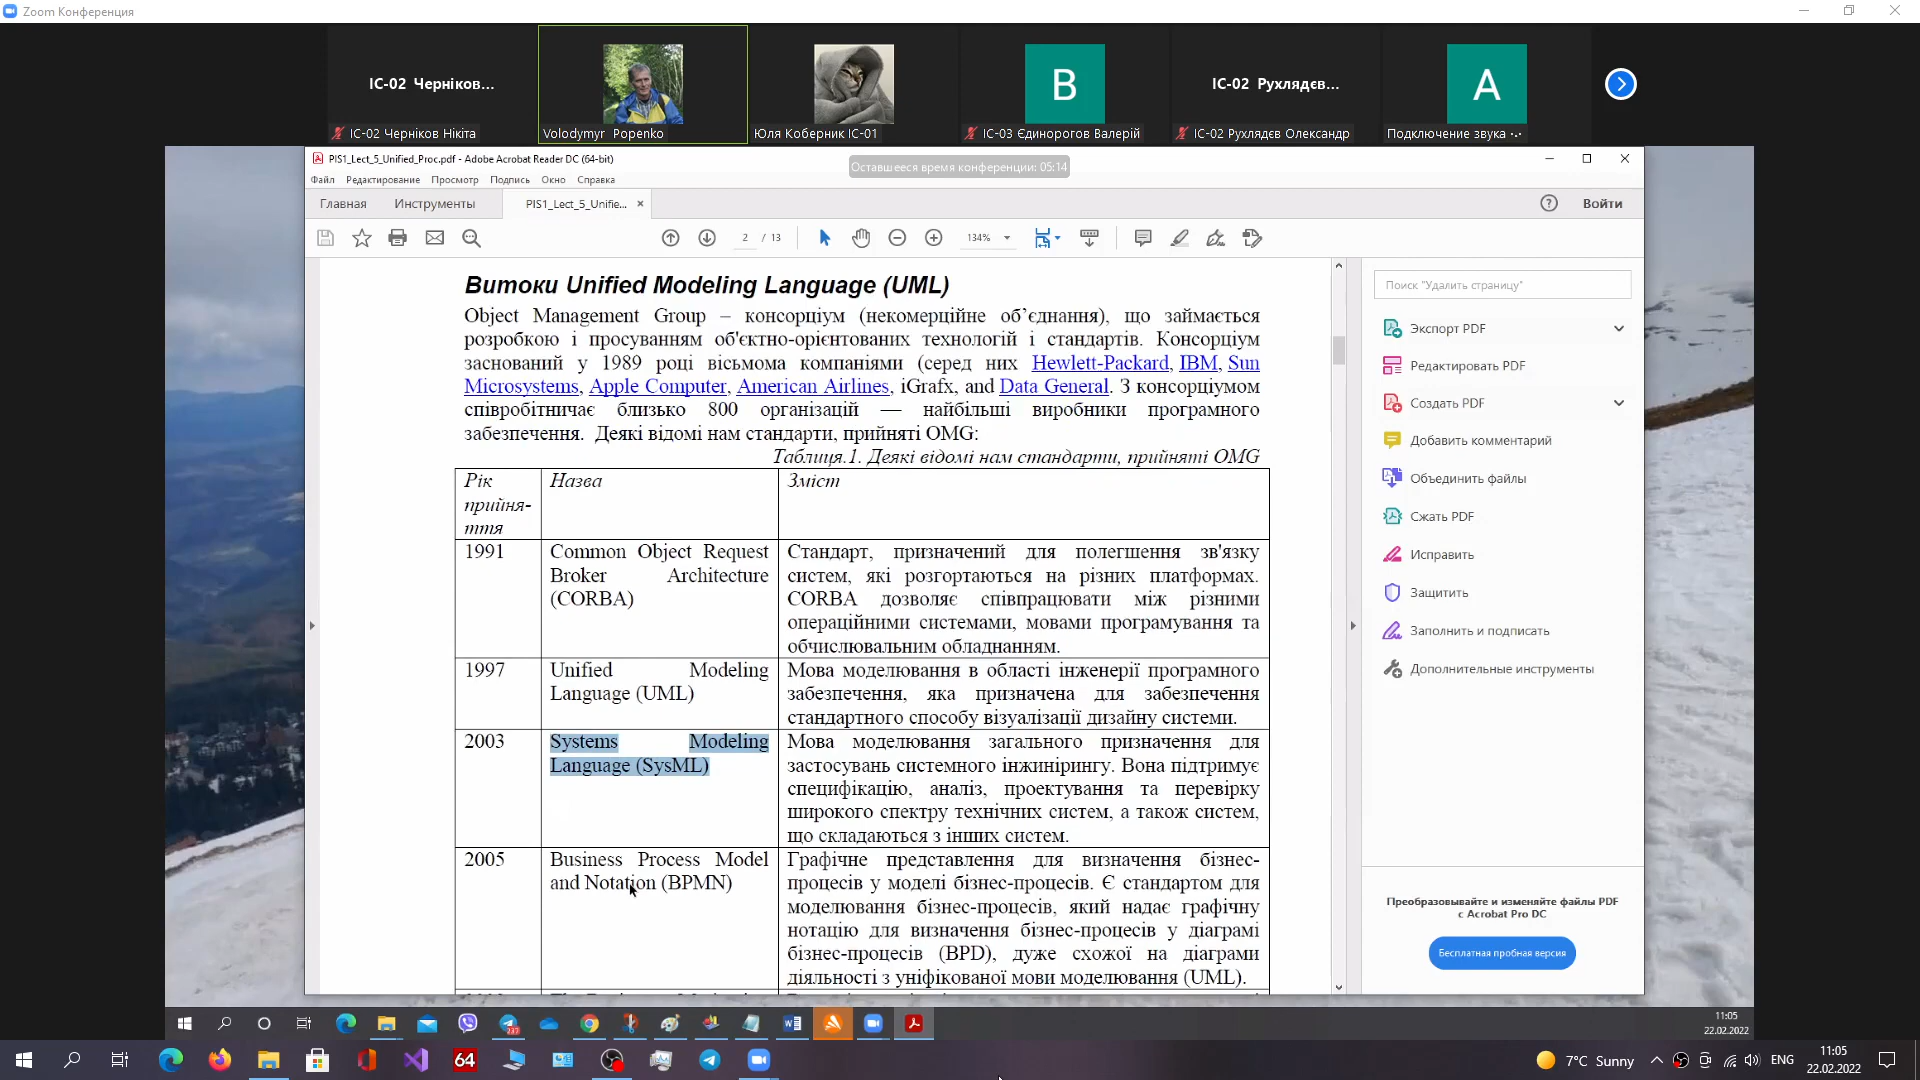 Zoom Конференция
IC-02 Черніков...
IC-02 Рухлядєв...
B
A
IC-02 Черніков Нікіта
Volodymyr Popenko
Юля Коберник ІС-01
ІС-03 Єдинорогов Валерій
IC-02 Рухлядєв Олександр
Подключение звука
PIS1_Lect_5_Unified_Proc.pdf - Adobe Acrobat Reader DC (64-bit)
Оставшееся время конференции: 05:14
Файл Редактирование Просмотр Подпись Окно Справка
Главная Инструменты PIS1_Lect_5_Unifie... × Войти
2 / 13 134%
Витоки Unified Modeling Language (UML)
Object Management Group – консорціум (некомерційне об’єднання), що займається
розробкою і просуванням об'єктно-орієнтованих технологій і стандартів. Консорціум
заснований у 1989 році вісьмома компаніями (серед них Hewlett-Packard, IBM, Sun
Microsystems, Apple Computer, American Airlines, iGrafx, and Data General. З консорціумом
співробітничає близько 800 організацій — найбільші виробники програмного
забезпечення. Деякі відомі нам стандарти, прийняті OMG:
Таблиця.1. Деякі відомі нам стандарти, прийняті OMG
Рік
прийня-
ття
Назва
Зміст
1991
Common Object Request
Broker Architecture
(CORBA)
Стандарт, призначений для полегшення зв'язку
систем, які розгортаються на різних платформах.
CORBA дозволяє співпрацювати між різними
операційними системами, мовами програмування та
обчислювальним обладнанням.
1997
Unified Modeling
Language (UML)
Мова моделювання в області інженерії програмного
забезпечення, яка призначена для забезпечення
стандартного способу візуалізації дизайну системи.
2003
Systems Modeling
Language (SysML)
Мова моделювання загального призначення для
застосувань системного інжинірингу. Вона підтримує
специфікацію, аналіз, проектування та перевірку
широкого спектру технічних систем, а також систем,
що складаються з інших систем.
2005
Business Process Model
and Notation (BPMN)
Графічне представлення для визначення бізнес-
процесів у моделі бізнес-процесів. Є стандартом для
моделювання бізнес-процесів, який надає графічну
нотацію для визначення бізнес-процесів у діаграмі
бізнес-процесів (BPD), дуже схожої на діаграми
діяльності з уніфікованої мови моделювання (UML).
Поиск "Удалить страницу"
Экспорт PDF
Редактировать PDF
Создать PDF
Добавить комментарий
Объединить файлы
Сжать PDF
Исправить
Защитить
Заполнить и подписать
Дополнительные инструменты
Преобразовывайте и изменяйте файлы PDF
с Acrobat Pro DC
Бесплатная пробная версия
237
11:05
22.02.2022
64
7°C Sunny
ENG
11:05
22.02.2022